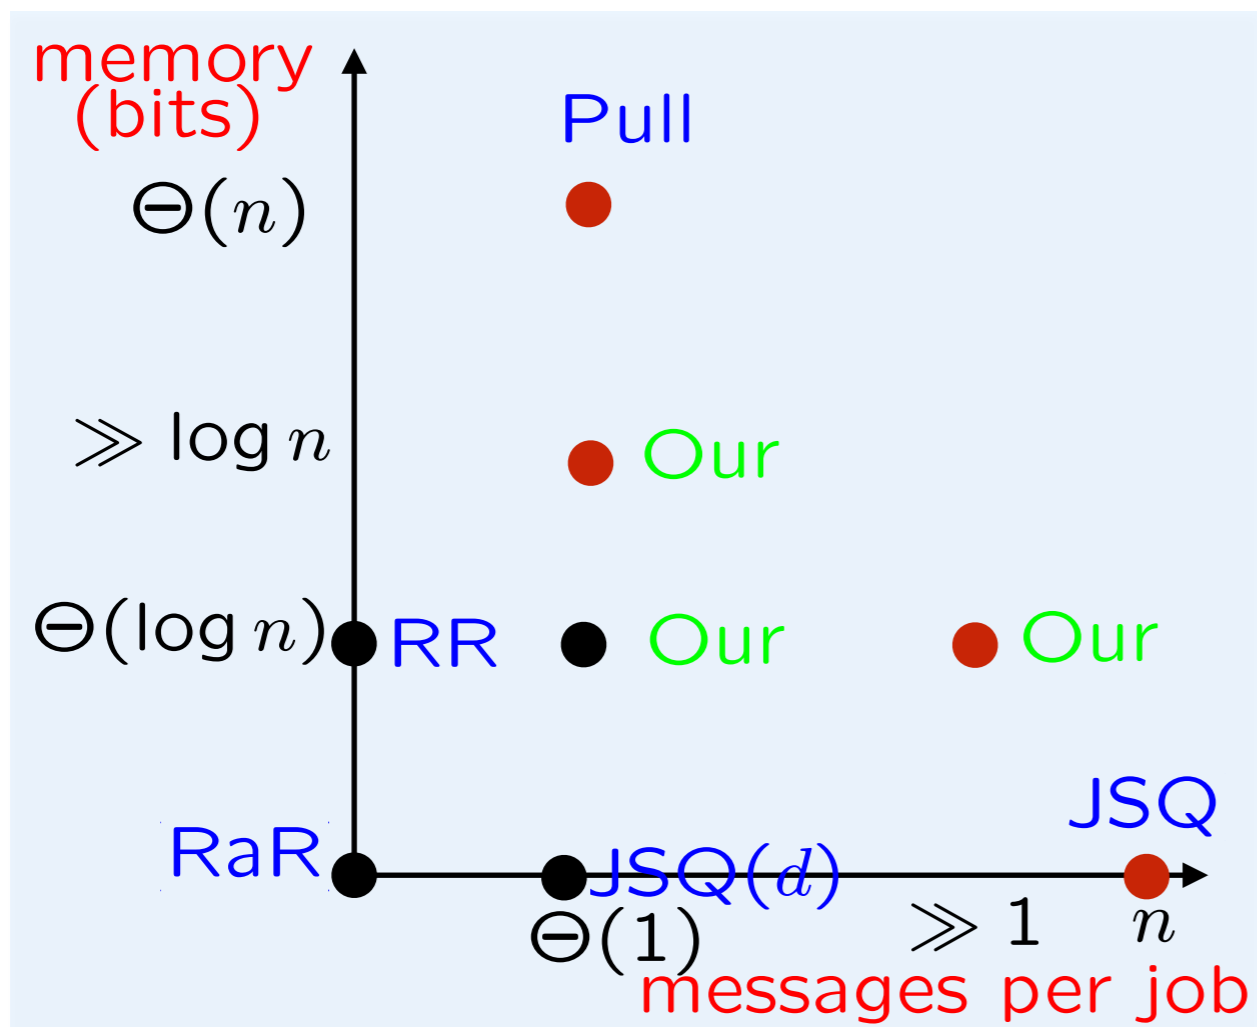 memory
(bits)
Pull
Θ(n)
≫ log n
Our
Θ(log n)
RR
Our
Our
JSQ
RaR
JSQ(d)
Θ(1)
≫ 1
n
messages per job